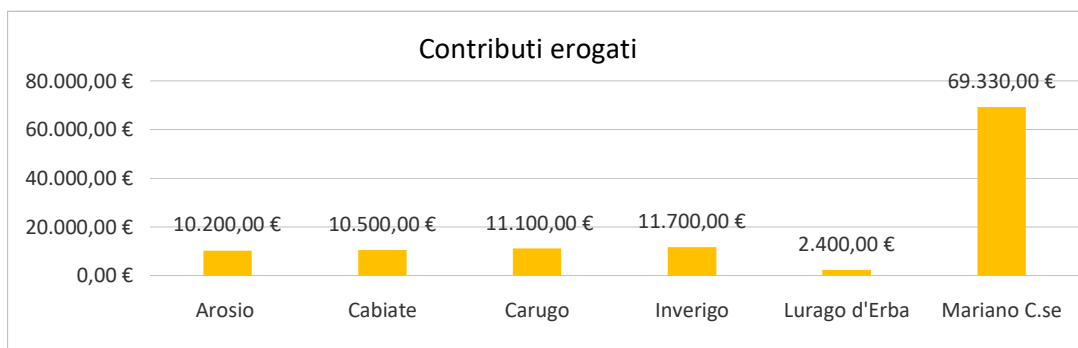 Contributi erogati
80.000,00 €
60.000,00 €
40.000,00 €
20.000,00 €
0,00 €
10.200,00 €
10.500,00 €
11.100,00 €
11.700,00 €
2.400,00 €
69.330,00 €
Arosio
Cabiate
Carugo
Inverigo
Lurago d'Erba
Mariano C.se